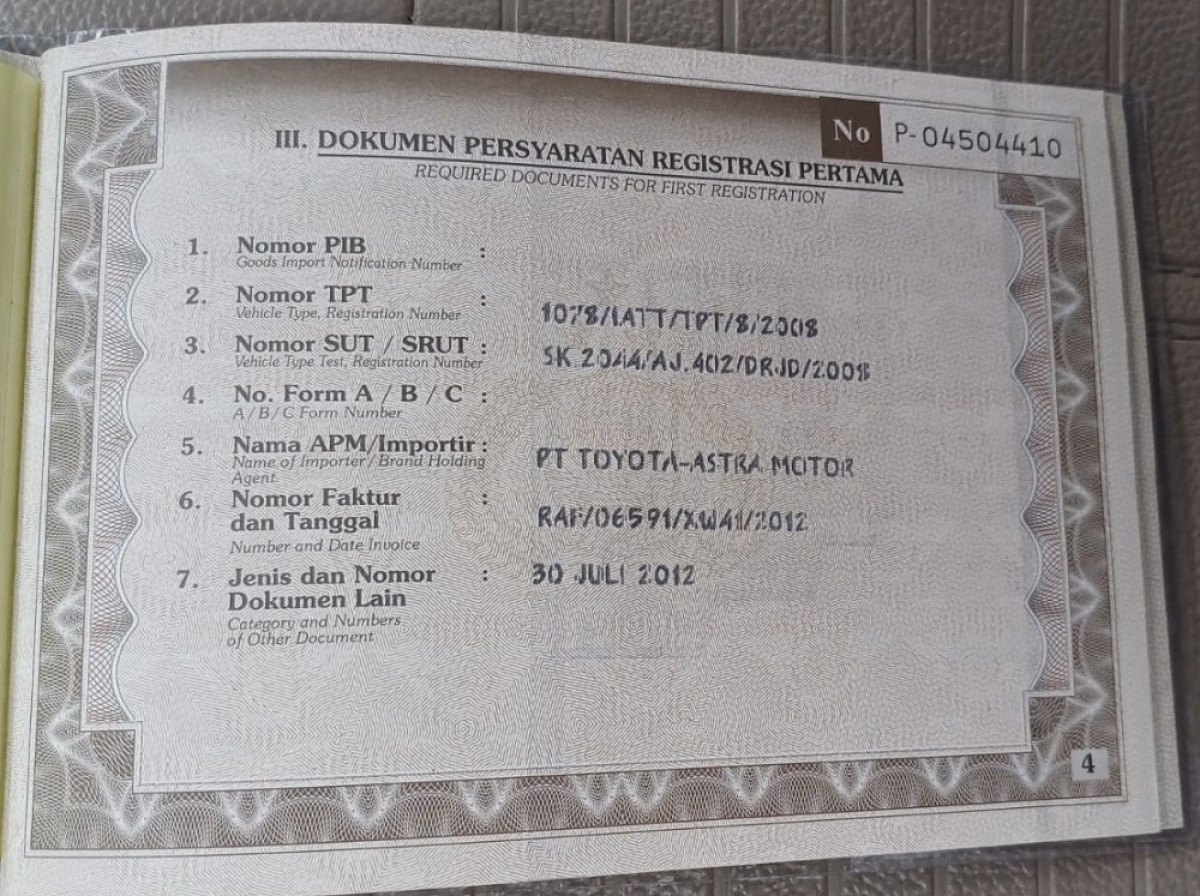 No P-04504410
III. DOKUMEN PERSYARATAN REGISTRASI PERTAMA
REQUIRED DOCUMENTS FOR FIRST REGISTRATION
1. Nomor PIB :
Goods Import Notification Number
2. Nomor TPT : 1078/IATT/TPT/8/2008
Vehicle Type, Registration Number
3. Nomor SUT / SRUT : SK.2044/AJ.402/DRJD/2008
Vehicle Type Test, Registration Number
4. No. Form A / B / C :
A / B / C Form Number
5. Nama APM/Importir : PT TOYOTA-ASTRA MOTOR
Name of Importer / Brand Holding
Agent
6. Nomor Faktur : RAF/06591/XW41/2012
dan Tanggal
Number and Date Invoice
7. Jenis dan Nomor : 30 JULI 2012
Dokumen Lain
Category and Numbers
of Other Document
4